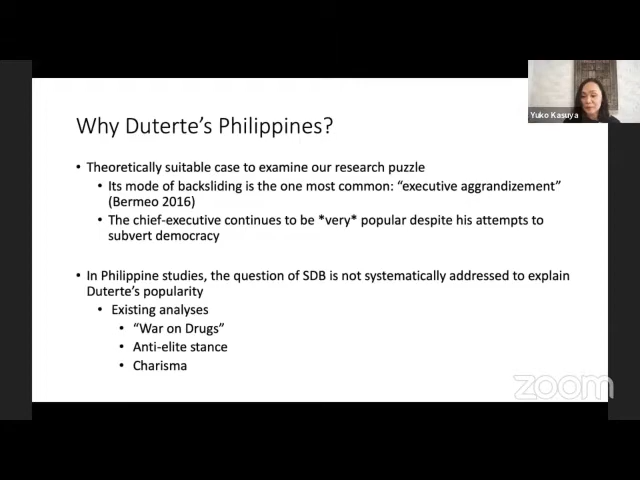 Yuko Kasuya
Why Duterte's Philippines?
• Theoretically suitable case to examine our research puzzle
• Its mode of backsliding is the one most common: “executive aggrandizement”
(Bermeo 2016)
• The chief-executive continues to be *very* popular despite his attempts to
subvert democracy
• In Philippine studies, the question of SDB is not systematically addressed to explain
Duterte's popularity
• Existing analyses
• “War on Drugs”
• Anti-elite stance
• Charisma
zoom